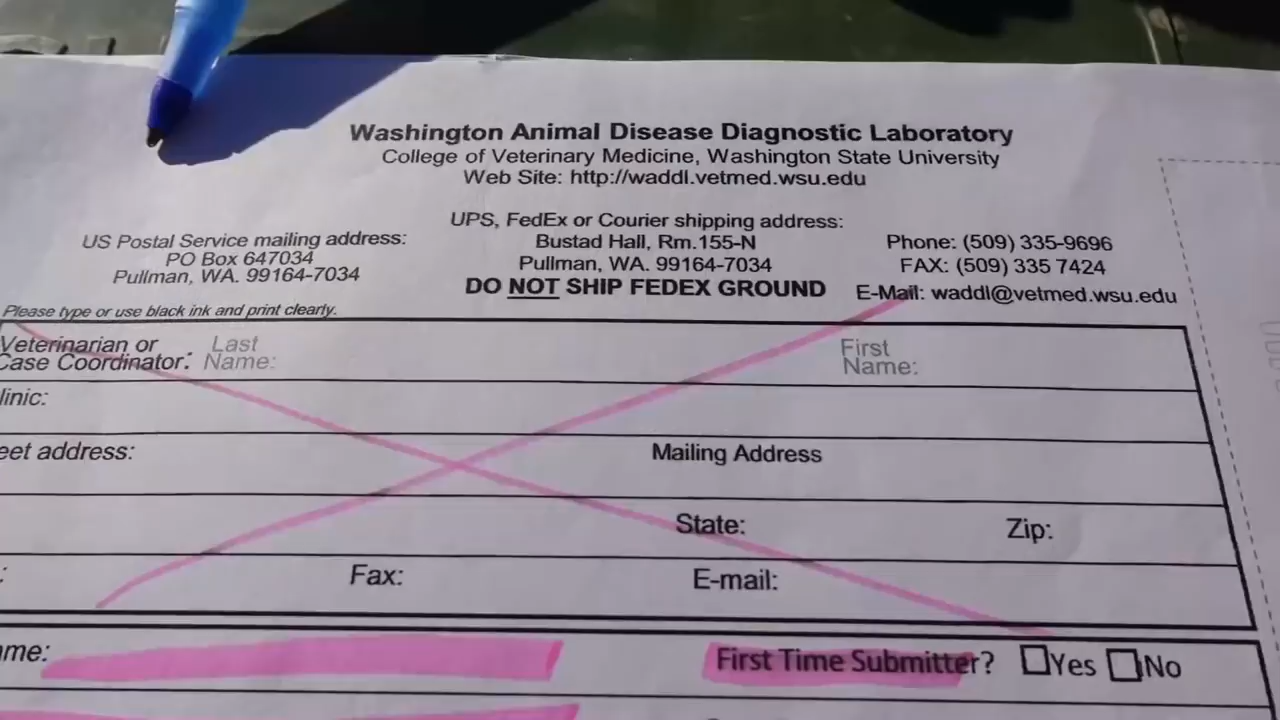 Washington Animal Disease Diagnostic Laboratory
College of Veterinary Medicine, Washington State University
Web Site: http://waddl.vetmed.wsu.edu
US Postal Service mailing address:
PO Box 647034
Pullman, WA. 99164-7034
UPS, FedEx or Courier shipping address:
Bustad Hall, Rm.155-N
Pullman, WA. 99164-7034
DO NOT SHIP FEDEX GROUND
Phone: (509) 335-9696
FAX: (509) 335 7424
E-Mail: waddl@vetmed.wsu.edu
Please type or use black ink and print clearly.
Veterinarian or
Case Coordinator: Last Name: First Name:
linic:
eet address: Mailing Address
State: Zip:
: Fax: E-mail:
ame: First Time Submitter? Yes No